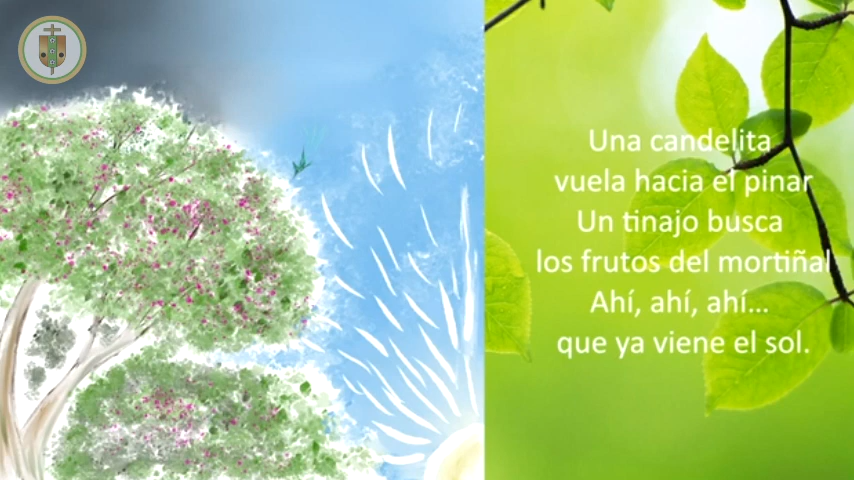 Una candelita
vuela hacia el pinar
Un tinajo busca
los frutos del mortiñal
Ahí, ahí, ahí...
que ya viene el sol.